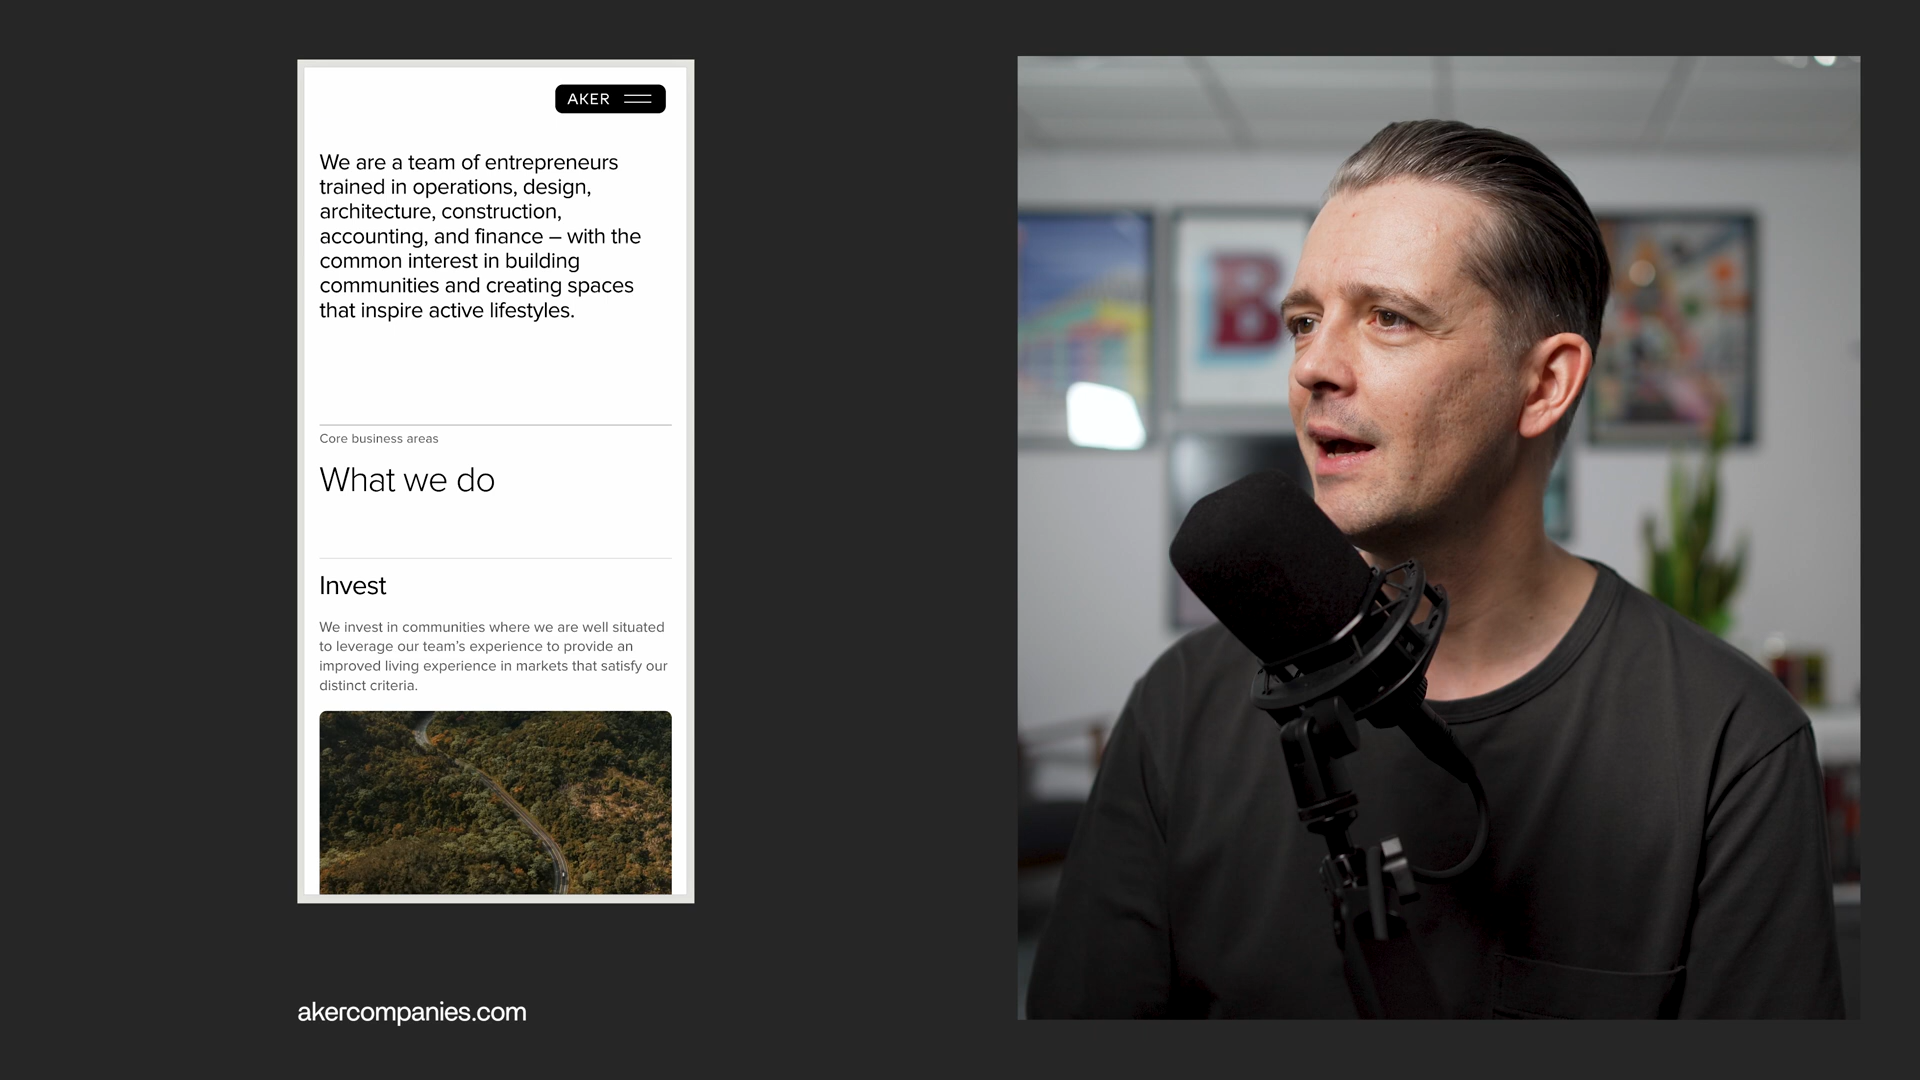 AKER
We are a team of entrepreneurs
trained in operations, design,
architecture, construction,
accounting, and finance – with the
common interest in building
communities and creating spaces
that inspire active lifestyles.
Core business areas
What we do
Invest
We invest in communities where we are well situated
to leverage our team’s experience to provide an
improved living experience in markets that satisfy our
distinct criteria.
akercompanies.com
B